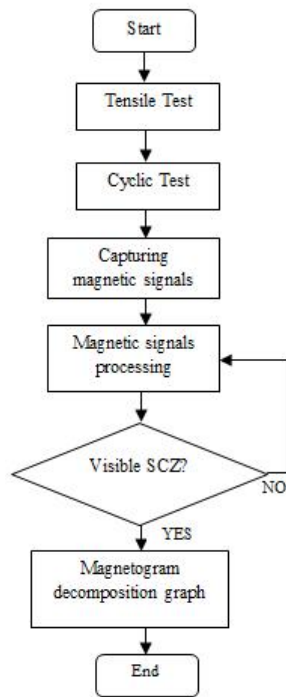 Start
Tensile Test
Cyclic Test
Capturing
magnetic signals
Magnetic signals
processing
Visible SCZ?
NO
YES
Magnetogram
decomposition graph
End